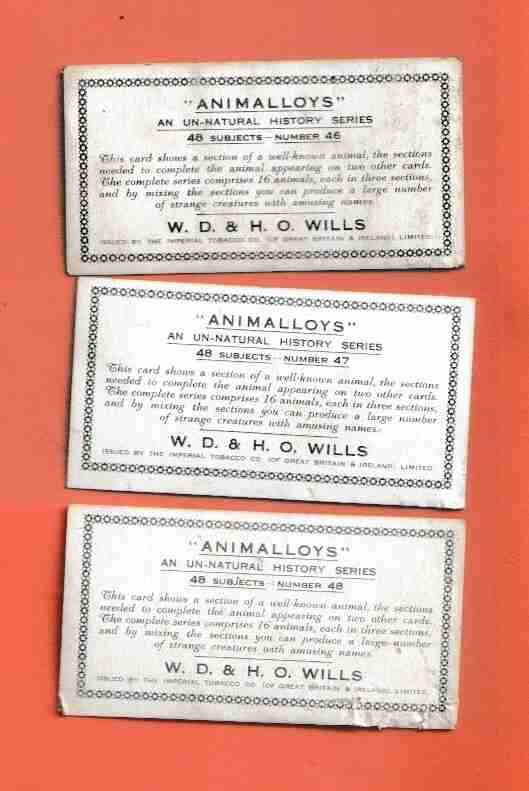 "ANIMALLOYS"
AN UN-NATURAL HISTORY SERIES
48 SUBJECTS—NUMBER 46
This card shows a section of a well-known animal, the sections
needed to complete the animal appearing on two other cards.
The complete series comprises 16 animals, each in three sections,
and by mixing the sections you can produce a large number
of strange creatures with amusing names.
W. D. & H. O. WILLS
ISSUED BY THE IMPERIAL TOBACCO CO. (OF GREAT BRITAIN & IRELAND), LIMITED.
"ANIMALLOYS"
AN UN-NATURAL HISTORY SERIES
48 SUBJECTS—NUMBER 47
This card shows a section of a well-known animal, the sections
needed to complete the animal appearing on two other cards.
The complete series comprises 16 animals, each in three sections,
and by mixing the sections you can produce a large number
of strange creatures with amusing names.
W. D. & H. O. WILLS
ISSUED BY THE IMPERIAL TOBACCO CO. (OF GREAT BRITAIN & IRELAND), LIMITED.
"ANIMALLOYS"
AN UN-NATURAL HISTORY SERIES
48 SUBJECTS—NUMBER 48
This card shows a section of a well-known animal, the sections
needed to complete the animal appearing on two other cards.
The complete series comprises 16 animals, each in three sections,
and by mixing the sections you can produce a large number
of strange creatures with amusing names.
W. D. & H. O. WILLS
ISSUED BY THE IMPERIAL TOBACCO CO. (OF GREAT BRITAIN & IRELAND), LIMITED.